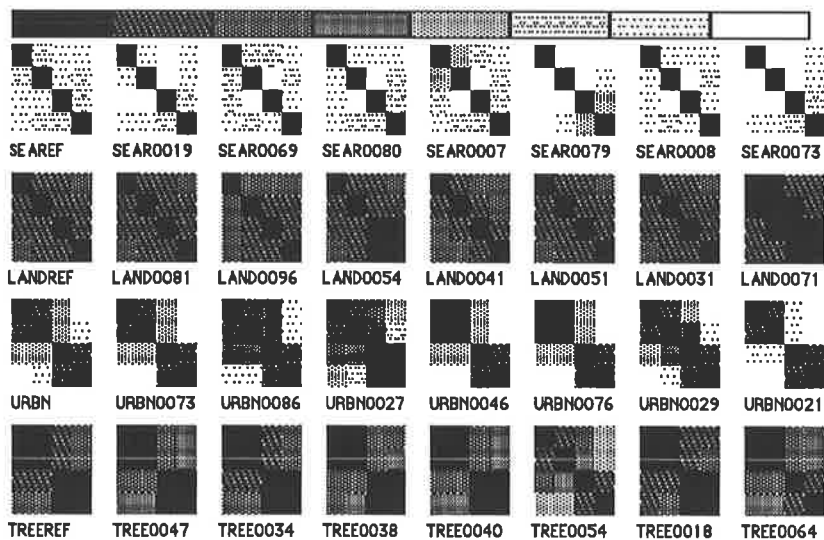 SEAREF SEAR0019 SEAR0069 SEAR0080 SEAR0007 SEAR0079 SEAR0008 SEAR0073
LANDREF LAND0081 LAND0096 LAND0054 LAND0041 LAND0051 LAND0031 LAND0071
URBN URBN0073 URBN0086 URBN0027 URBN0046 URBN0076 URBN0029 URBN0021
TREEREF TREE0047 TREE0034 TREE0038 TREE0040 TREE0054 TREE0018 TREE0064